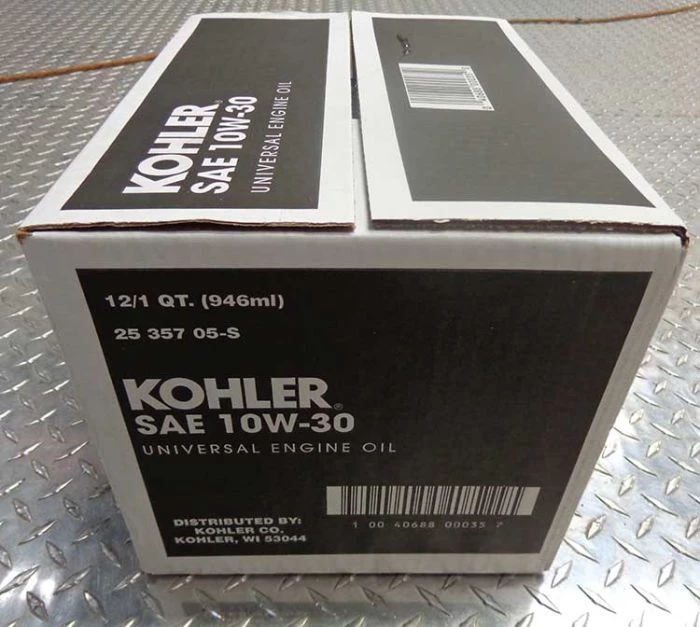 KOHLER®
SAE 10W-30
UNIVERSAL ENGINE OIL
12/1 QT. (946ml)
25 357 05-S
KOHLER®
SAE 10W-30
UNIVERSAL ENGINE OIL
DISTRIBUTED BY:
KOHLER CO.
KOHLER, WI 53044
1 00 40688 00035 7